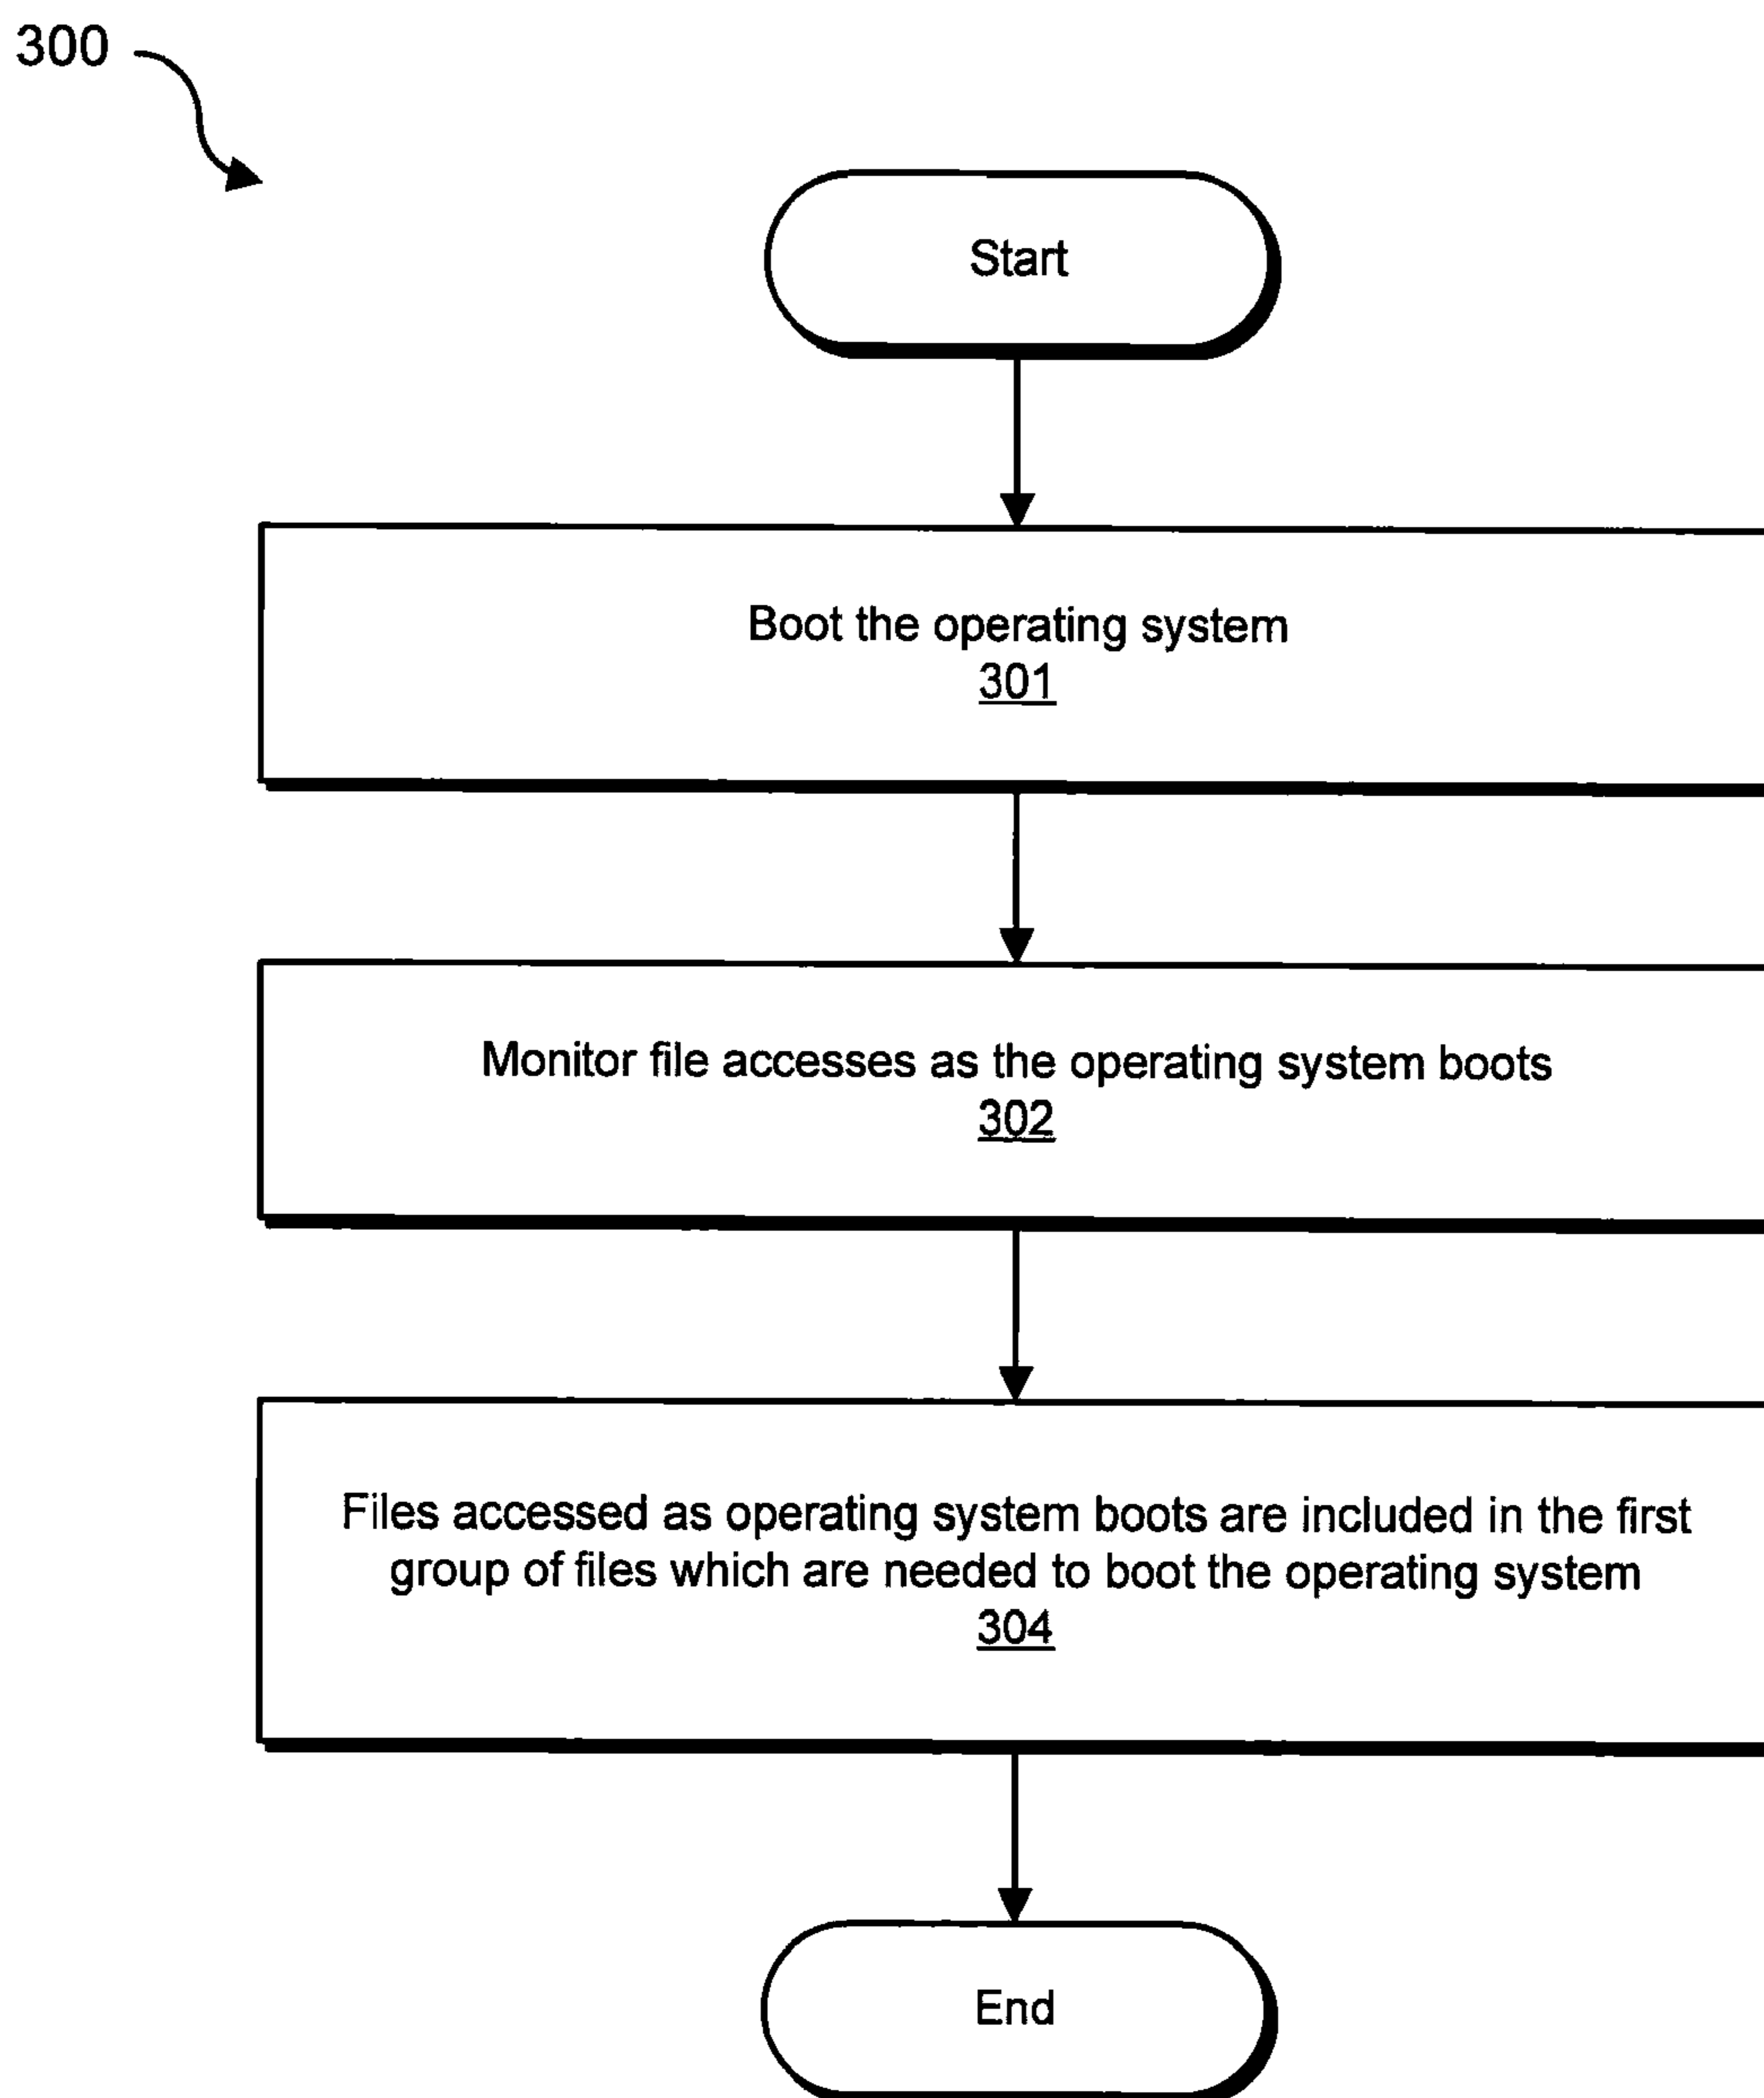 300
Start
Boot the operating system
301
Monitor file accesses as the operating system boots
302
Files accessed as operating system boots are included in the first
group of files which are needed to boot the operating system
304
End